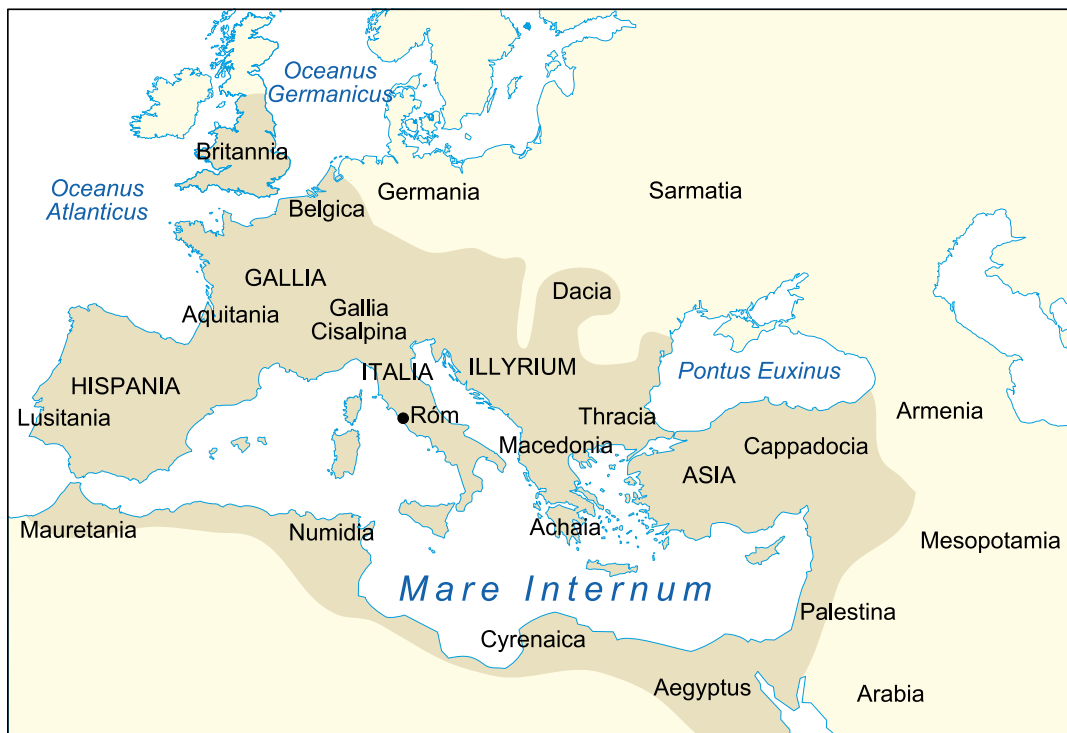 Oceanus
Germanicus
Britannia
Oceanus
Atlanticus
Germania
Sarmatia
Belgica
GALLIA
Dacia
Aquitania
Gallia
Cisalpina
ITALIA
ILLYRIUM
Pontus Euxinus
HISPANIA
Lusitania
Róm
Thracia
Armenia
Macedonia
Cappadocia
ASIA
Mauretania
Numidia
Achaia
Mesopotamia
Mare Internum
Palestina
Cyrenaica
Aegyptus
Arabia